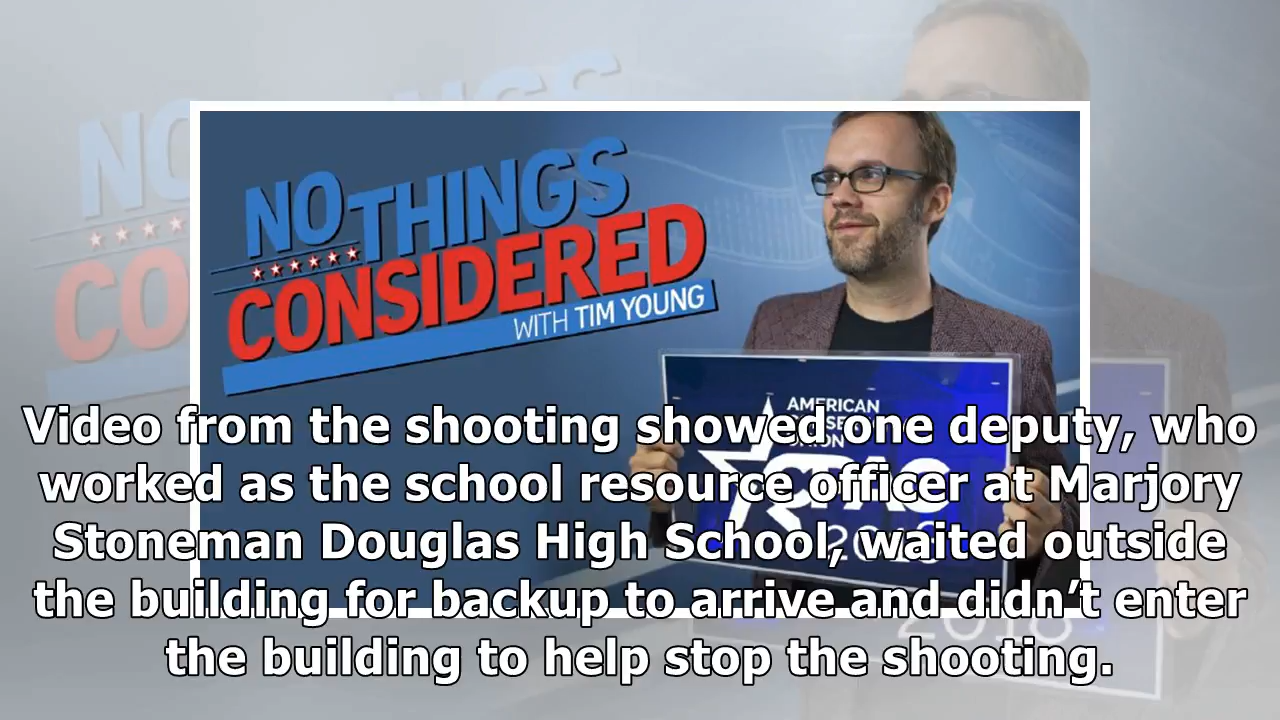 NO THINGS
CONSIDERED
WITH TIM YOUNG
AMERICAN
CPAC
2018
Video from the shooting showed one deputy, who
worked as the school resource officer at Marjory
Stoneman Douglas High School, waited outside
the building for backup to arrive and didn’t enter
the building to help stop the shooting.